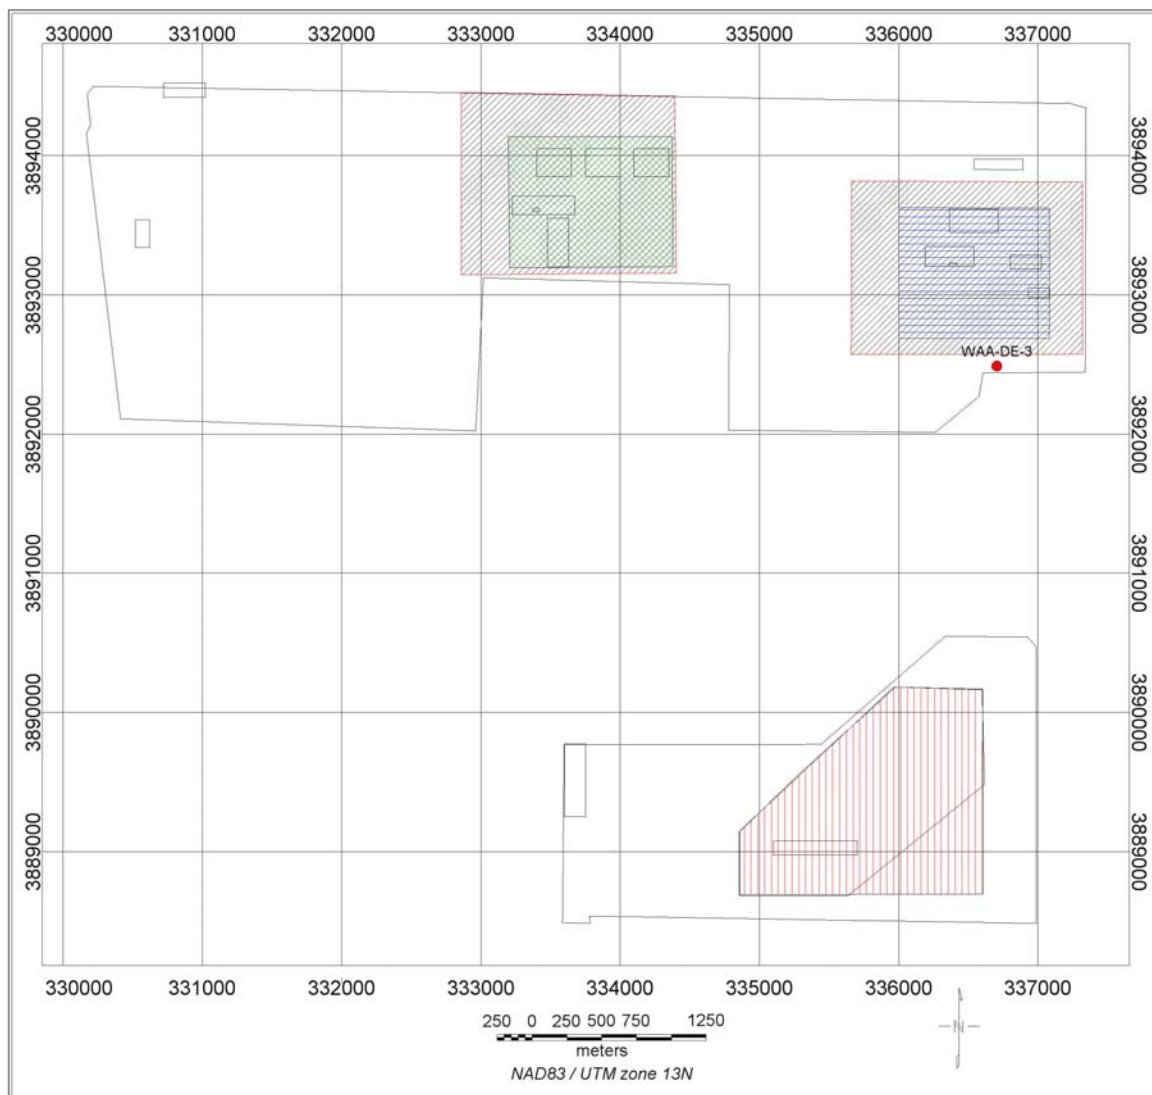 330000 331000 332000 333000 334000 335000 336000 337000
3894000 3894000
3893000 3893000
WAA-DE-3
3892000 3892000
3891000 3891000
3890000 3890000
3889000 3889000
330000 331000 332000 333000 334000 335000 336000 337000
250 0 250 500 750 1250
meters
NAD83 / UTM zone 13N
N